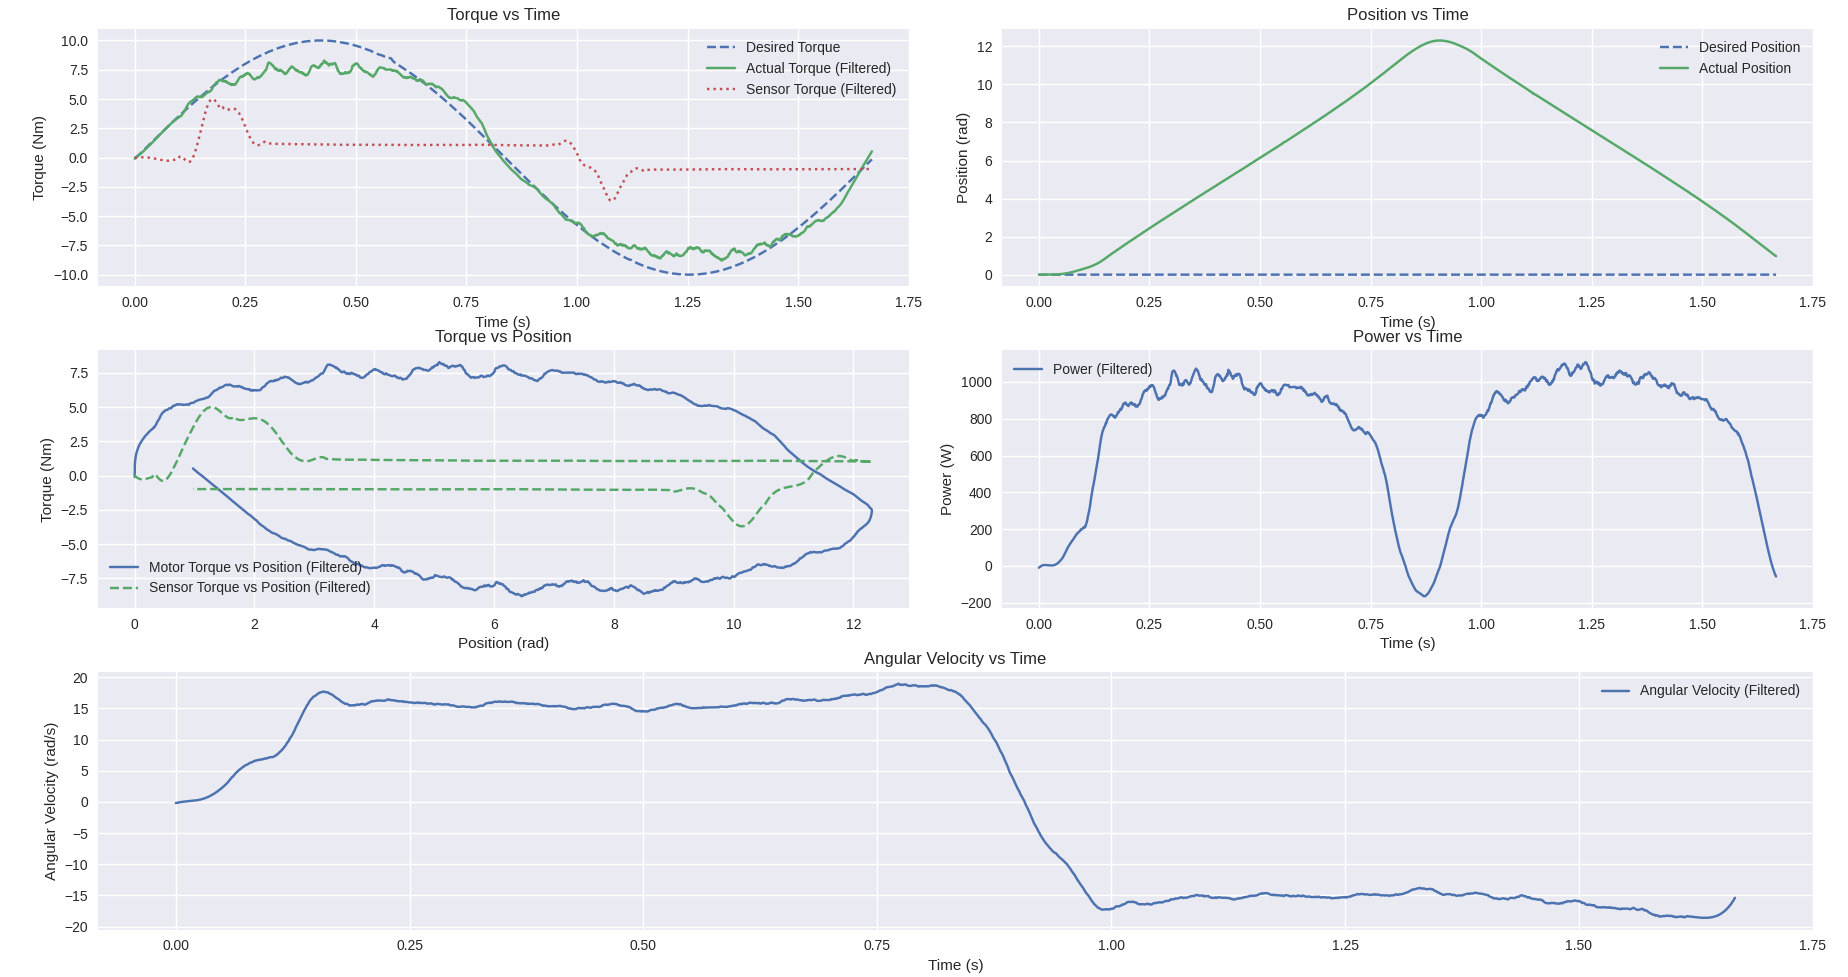 Torque vs Time
10.0
7.5
5.0
2.5
0.0
−2.5
−5.0
−7.5
−10.0
Torque (Nm)
Desired Torque
Actual Torque (Filtered)
Sensor Torque (Filtered)
0.00 0.25 0.50 0.75 1.00 1.25 1.50 1.75
Time (s)
Position vs Time
12
10
8
6
4
2
0
Position (rad)
Desired Position
Actual Position
0.00 0.25 0.50 0.75 1.00 1.25 1.50 1.75
Time (s)
Torque vs Position
7.5
5.0
2.5
0.0
−2.5
−5.0
−7.5
Torque (Nm)
Motor Torque vs Position (Filtered)
Sensor Torque vs Position (Filtered)
0 2 4 6 8 10 12
Position (rad)
Power vs Time
Power (Filtered)
1000
800
600
400
200
0
−200
Power (W)
0.00 0.25 0.50 0.75 1.00 1.25 1.50 1.75
Time (s)
Angular Velocity vs Time
20
15
10
5
0
−5
−10
−15
−20
Angular Velocity (rad/s)
Angular Velocity (Filtered)
0.00 0.25 0.50 0.75 1.00 1.25 1.50 1.75
Time (s)